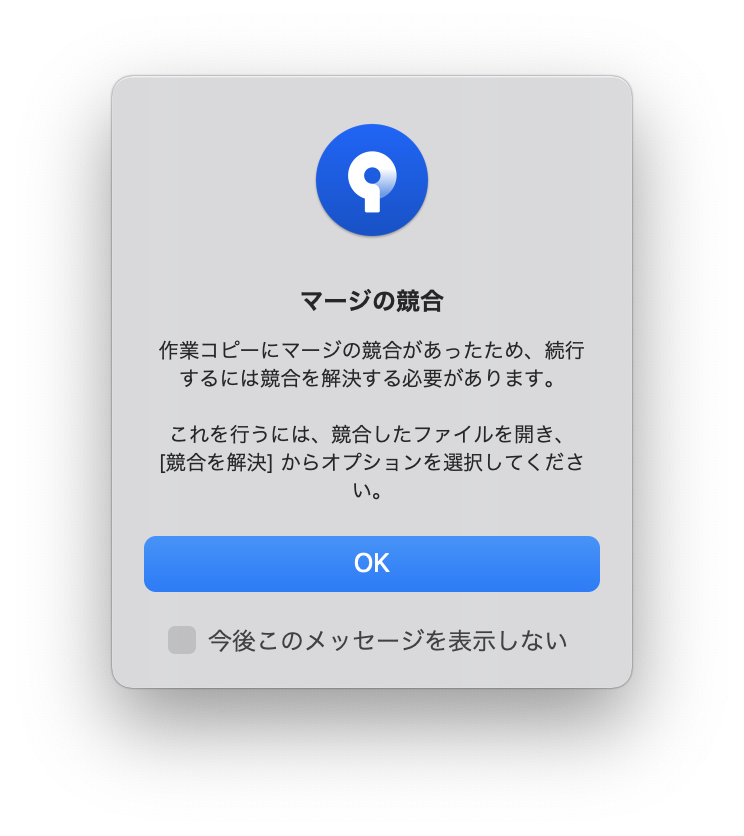 マージの競合
作業コピーにマージの競合があったため、続行
するには競合を解決する必要があります。
これを行うには、競合したファイルを開き、
[競合を解決] からオプションを選択してくださ
い。
OK
今後このメッセージを表示しない